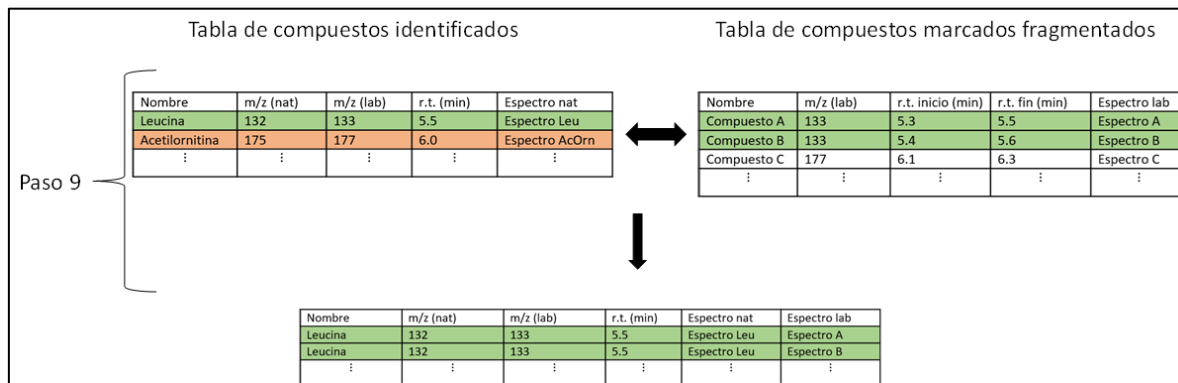 Tabla de compuestos identificados
Tabla de compuestos marcados fragmentados
Paso 9
Nombre m/z (nat) m/z (lab) r.t. (min) Espectro nat
Leucina 132 133 5.5 Espectro Leu
Acetilornitina 175 177 6.0 Espectro AcOrn
⋮ ⋮ ⋮ ⋮ ⋮
Nombre m/z (lab) r.t. inicio (min) r.t. fin (min) Espectro lab
Compuesto A 133 5.3 5.5 Espectro A
Compuesto B 133 5.4 5.6 Espectro B
Compuesto C 177 6.1 6.3 Espectro C
⋮ ⋮ ⋮ ⋮ ⋮
Nombre m/z (nat) m/z (lab) r.t. (min) Espectro nat Espectro lab
Leucina 132 133 5.5 Espectro Leu Espectro A
Leucina 132 133 5.5 Espectro Leu Espectro B
⋮ ⋮ ⋮ ⋮ ⋮ ⋮